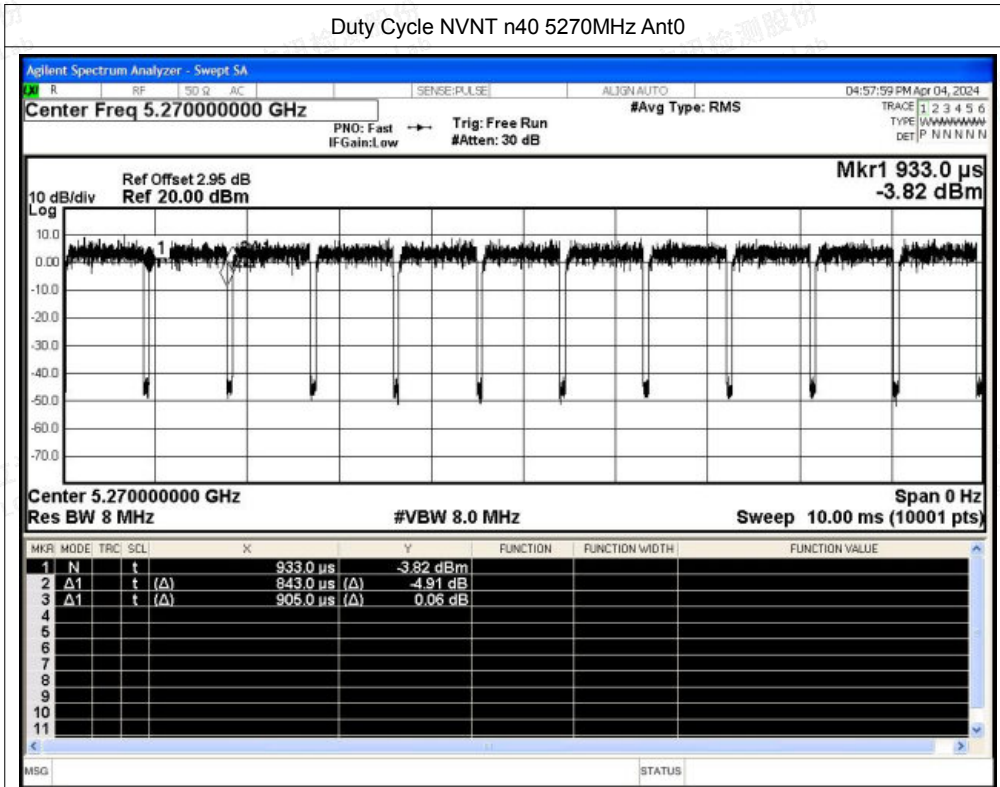 Duty Cycle NVNT n40 5270MHz Ant0
Agilent Spectrum Analyzer - Swept SA
R RF 50 Ω AC SENSE:PULSE ALIGN AUTO 04:57:59 PM Apr 04, 2024
Center Freq 5.270000000 GHz #Avg Type: RMS TRACE 1 2 3 4 5 6
PNO: Fast Trig: Free Run TYPE WWWWWW
IFGain:Low #Atten: 30 dB DET P N N N N N
Mkr1 933.0 µs
-3.82 dBm
Ref Offset 2.95 dB
10 dB/div Ref 20.00 dBm
Log
10.0
0.00
-10.0
-20.0
-30.0
-40.0
-50.0
-60.0
-70.0
1
Center 5.270000000 GHz Span 0 Hz
Res BW 8 MHz #VBW 8.0 MHz Sweep 10.00 ms (10001 pts)
MKR MODE TRC SCL X Y FUNCTION FUNCTION WIDTH FUNCTION VALUE
1 N t 933.0 µs -3.82 dBm
2 Δ1 t (Δ) 843.0 µs (Δ) -4.91 dB
3 Δ1 t (Δ) 905.0 µs (Δ) 0.06 dB
4
5
6
7
8
9
10
11
MSG STATUS